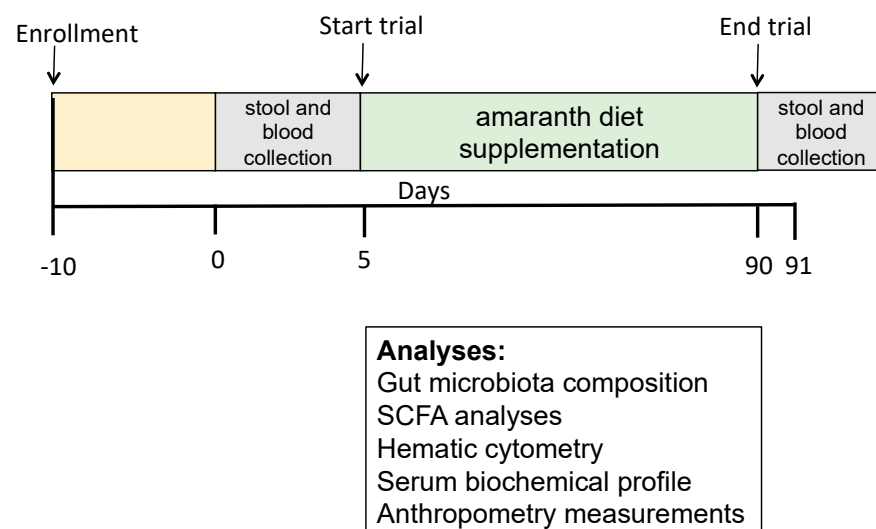 Enrollment
Start trial
End trial
stool and
blood
collection
amaranth diet
supplementation
stool and
blood
collection
Days
-10
0
5
90
91
Analyses:
Gut microbiota composition
SCFA analyses
Hematic cytometry
Serum biochemical profile
Anthropometry measurements